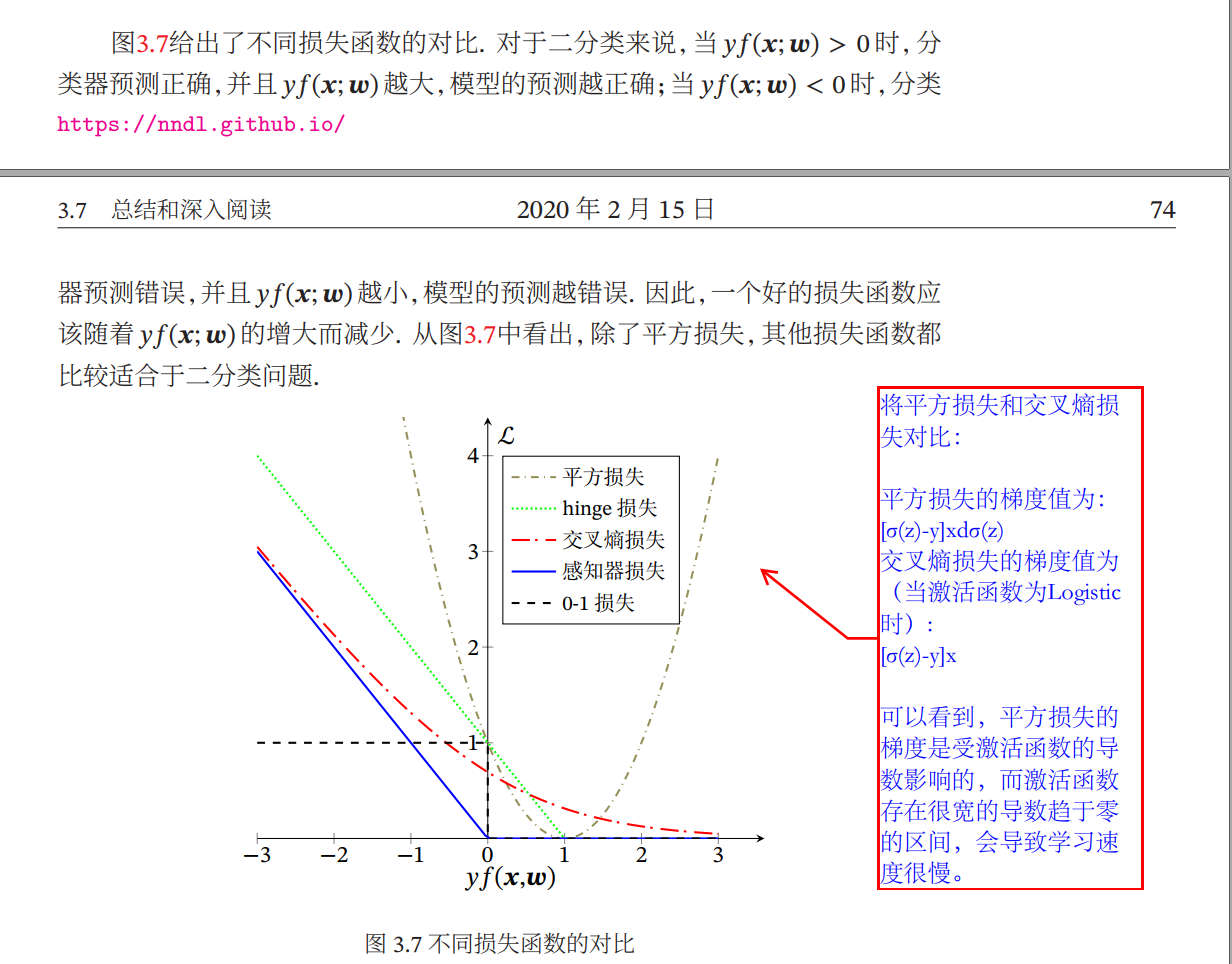 图3.7给出了不同损失函数的对比. 对于二分类来说, 当 yf(x; w) > 0 时, 分
类器预测正确, 并且 yf(x; w) 越大, 模型的预测越正确; 当 yf(x; w) < 0 时, 分类
https://nndl.github.io/
3.7 总结和深入阅读 2020 年 2 月 15 日 74
器预测错误, 并且 yf(x; w) 越小, 模型的预测越错误. 因此, 一个好的损失函数应
该随着 yf(x; w) 的增大而减少. 从图3.7中看出, 除了平方损失, 其他损失函数都
比较适合于二分类问题.
ℒ
4
3
2
1
平方损失
hinge 损失
交叉熵损失
感知器损失
0-1 损失
−3 −2 −1 0 1 2 3
yf(x,w)
图 3.7 不同损失函数的对比
将平方损失和交叉熵损
失对比：
平方损失的梯度值为：
[σ(z)-y]xdσ(z)
交叉熵损失的梯度值为
（当激活函数为Logistic
时）:
[σ(z)-y]x
可以看到，平方损失的
梯度是受激活函数的导
数影响的，而激活函数
存在很宽的导数趋于零
的区间，会导致学习速
度很慢。